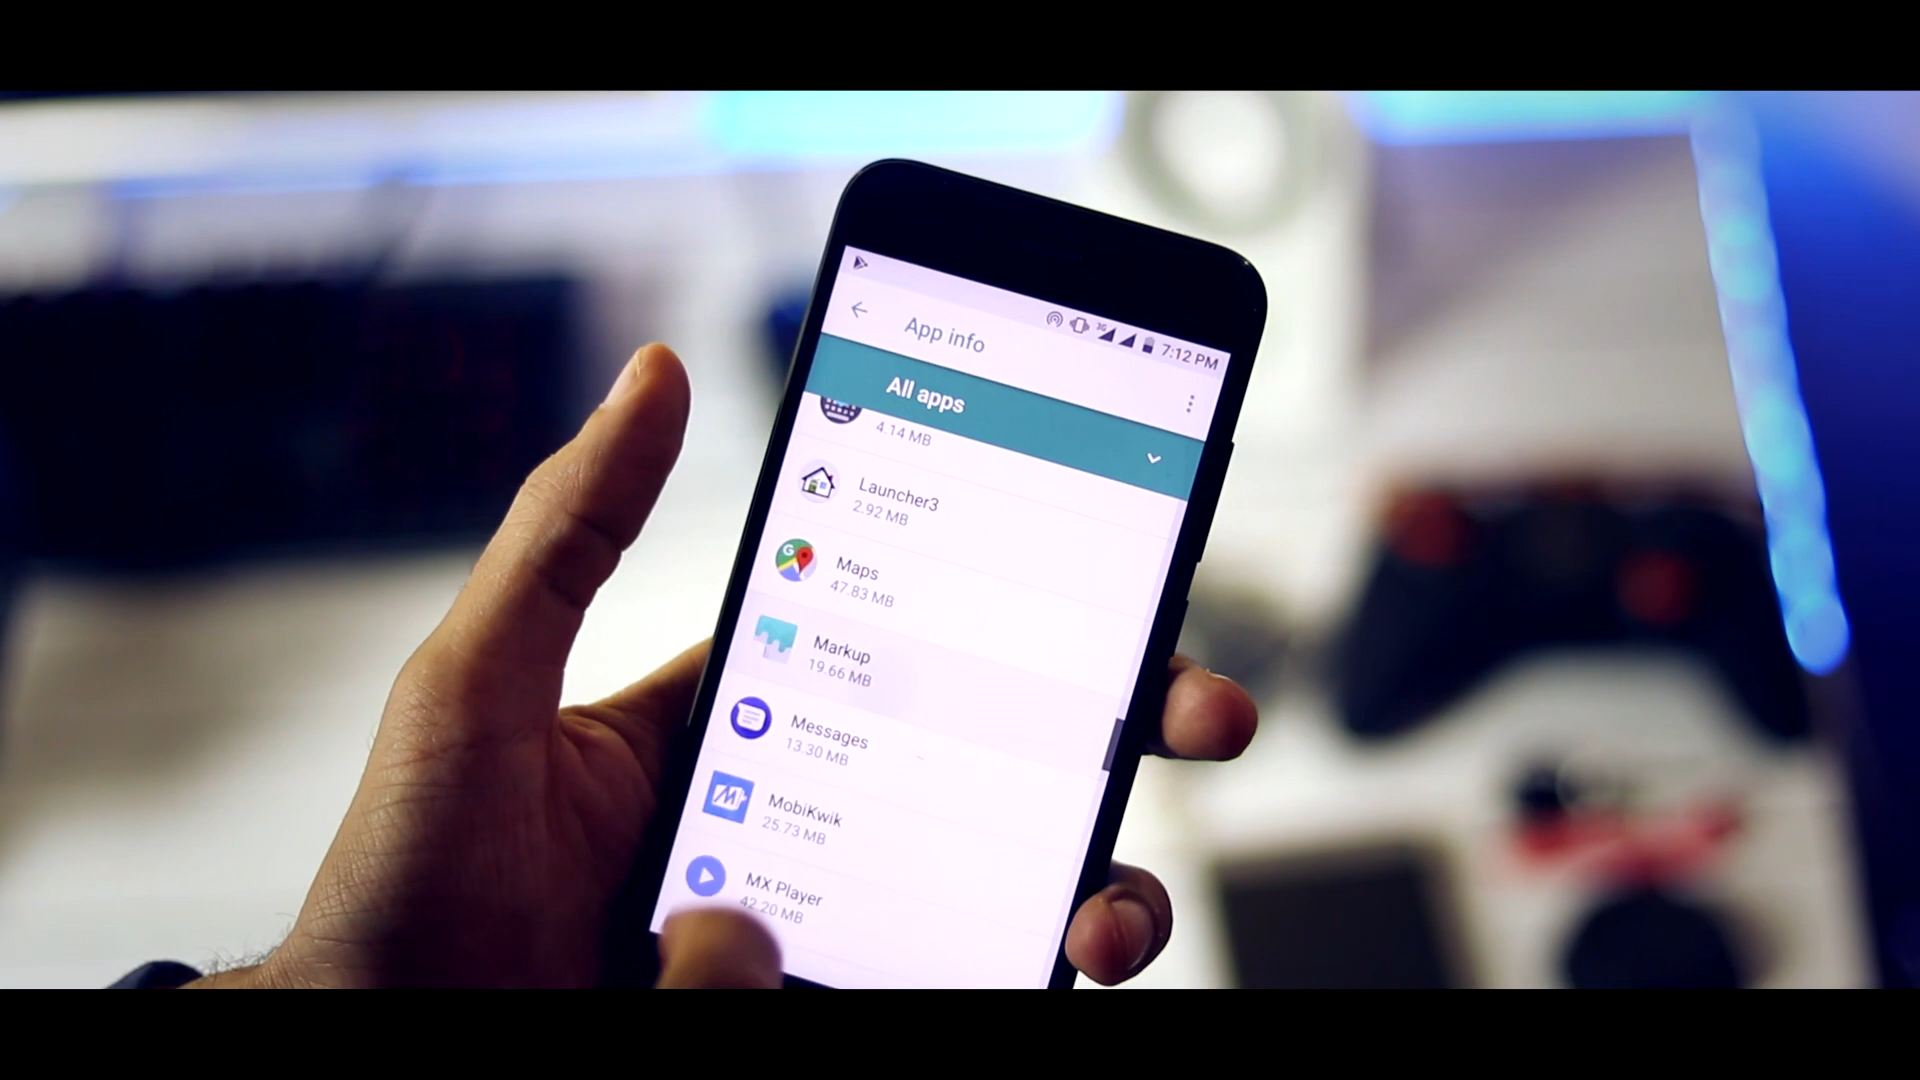 3G 7:12 PM
App info
All apps
4.14 MB
Launcher3
2.92 MB
Maps
47.83 MB
Markup
19.66 MB
Messages
13.30 MB
MobiKwik
25.73 MB
MX Player
42.20 MB